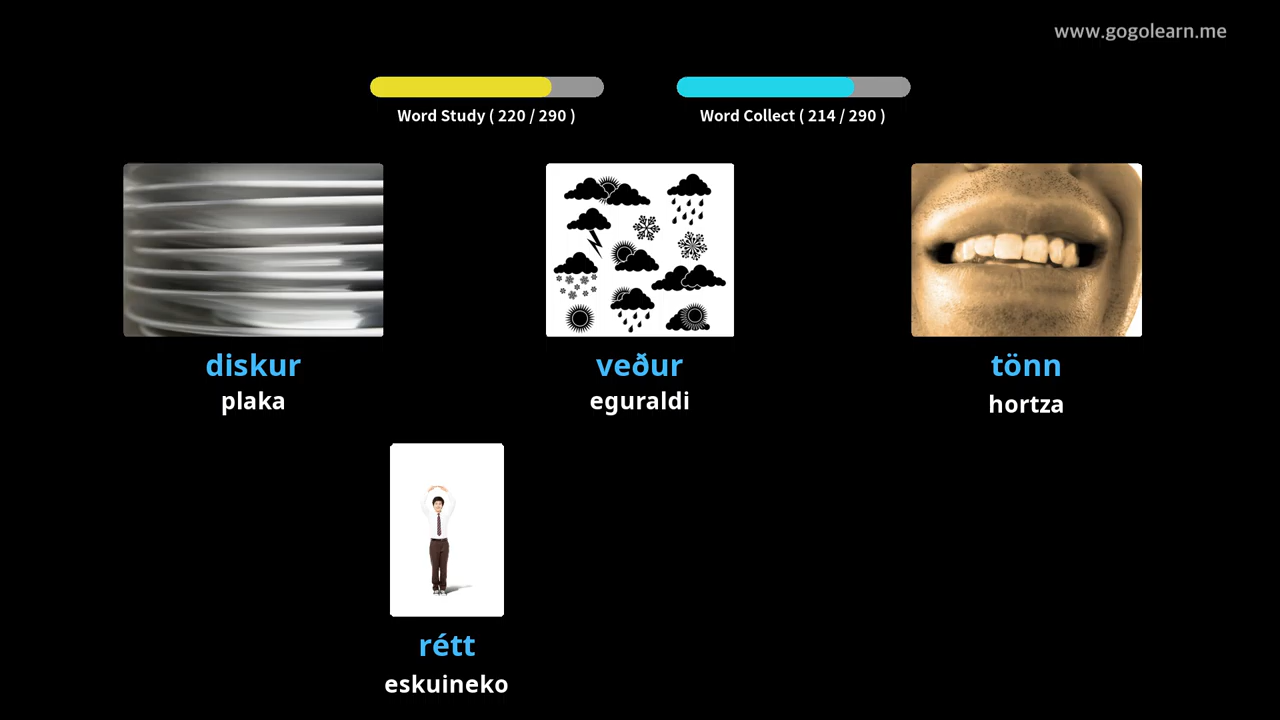 www.gogolearn.me
Word Study ( 220 / 290 )
Word Collect ( 214 / 290 )
diskur
plaka
veður
eguraldi
tönn
hortza
rétt
eskuineko